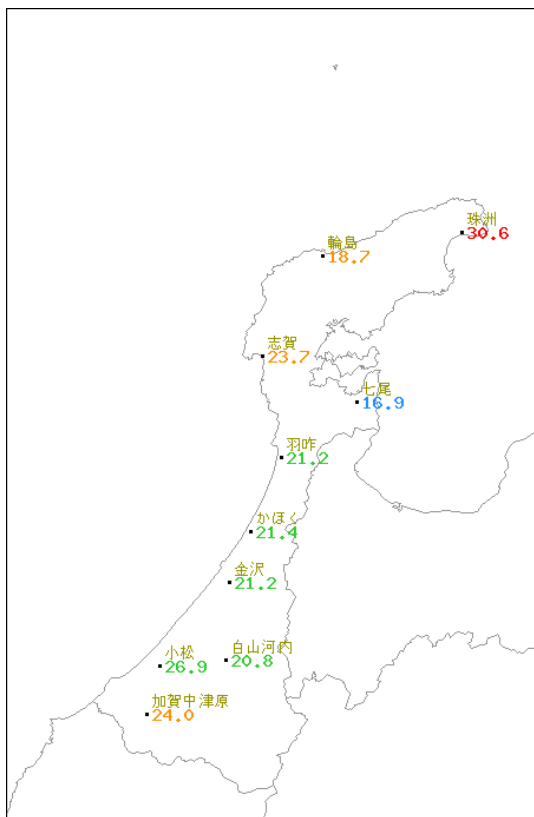 珠洲
30.6
輪島
18.7
志賀
23.7
七尾
16.9
羽咋
21.2
かほく
21.4
金沢
21.2
白山河内
20.8
小松
26.9
加賀中津原
24.0